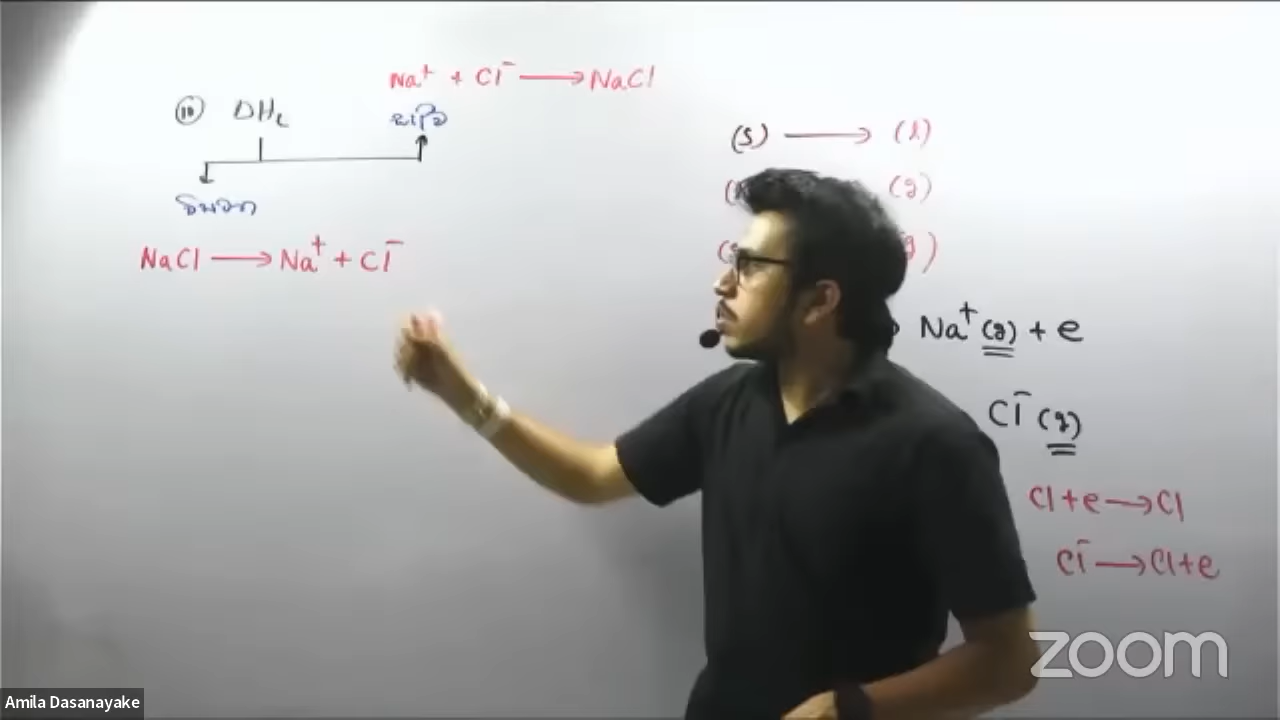 Na⁺ + Cl⁻ ⟶ NaCl
⑩ ΔH_L
NaCl ⟶ Na⁺ + Cl⁻
(s) ⟶ (l)
(g)
g)
Na⁺(g) + e
Cl⁻(g)
Cl + e ⟶ Cl
Cl⁻ ⟶ Cl + e
zoom
Amila Dasanayake